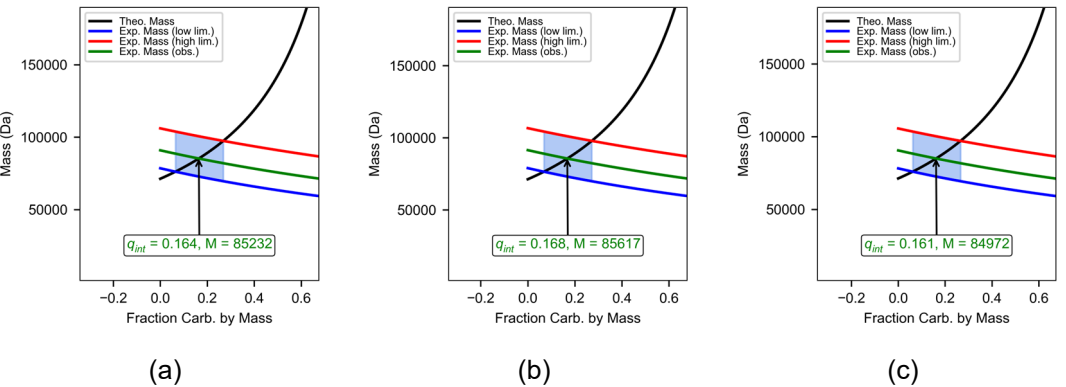 Theo. Mass
Exp. Mass (low lim.)
Exp. Mass (high lim.)
Exp. Mass (obs.)
150000
100000
50000
Mass (Da)
q_int = 0.164, M = 85232
−0.2 0.0 0.2 0.4 0.6
Fraction Carb. by Mass
(a)
Theo. Mass
Exp. Mass (low lim.)
Exp. Mass (high lim.)
Exp. Mass (obs.)
150000
100000
50000
Mass (Da)
q_int = 0.168, M = 85617
−0.2 0.0 0.2 0.4 0.6
Fraction Carb. by Mass
(b)
Theo. Mass
Exp. Mass (low lim.)
Exp. Mass (high lim.)
Exp. Mass (obs.)
150000
100000
50000
Mass (Da)
q_int = 0.161, M = 84972
−0.2 0.0 0.2 0.4 0.6
Fraction Carb. by Mass
(c)